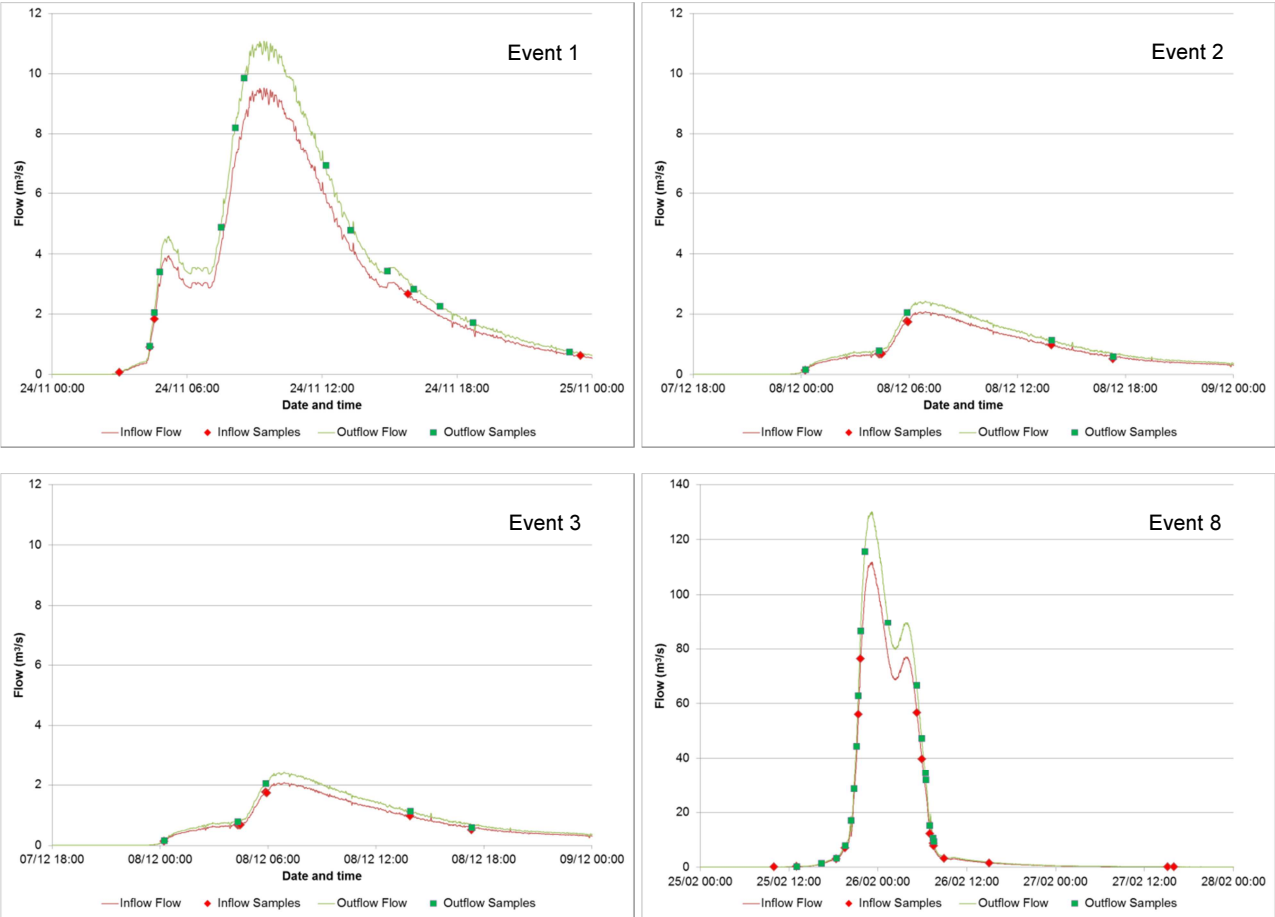 Event 1
12
10
8
6
4
2
0
Flow (m³/s)
24/11 00:00 24/11 06:00 24/11 12:00 24/11 18:00 25/11 00:00
Date and time
Inflow Flow Inflow Samples Outflow Flow Outflow Samples
Event 2
12
10
8
6
4
2
0
Flow (m³/s)
07/12 18:00 08/12 00:00 08/12 06:00 08/12 12:00 08/12 18:00 09/12 00:00
Date and time
Inflow Flow Inflow Samples Outflow Flow Outflow Samples
Event 3
12
10
8
6
4
2
0
Flow (m³/s)
07/12 18:00 08/12 00:00 08/12 06:00 08/12 12:00 08/12 18:00 09/12 00:00
Date and time
Inflow Flow Inflow Samples Outflow Flow Outflow Samples
Event 8
140
120
100
80
60
40
20
0
Flow (m³/s)
25/02 00:00 25/02 12:00 26/02 00:00 26/02 12:00 27/02 00:00 27/02 12:00 28/02 00:00
Inflow Flow Inflow Samples Outflow Flow Outflow Samples